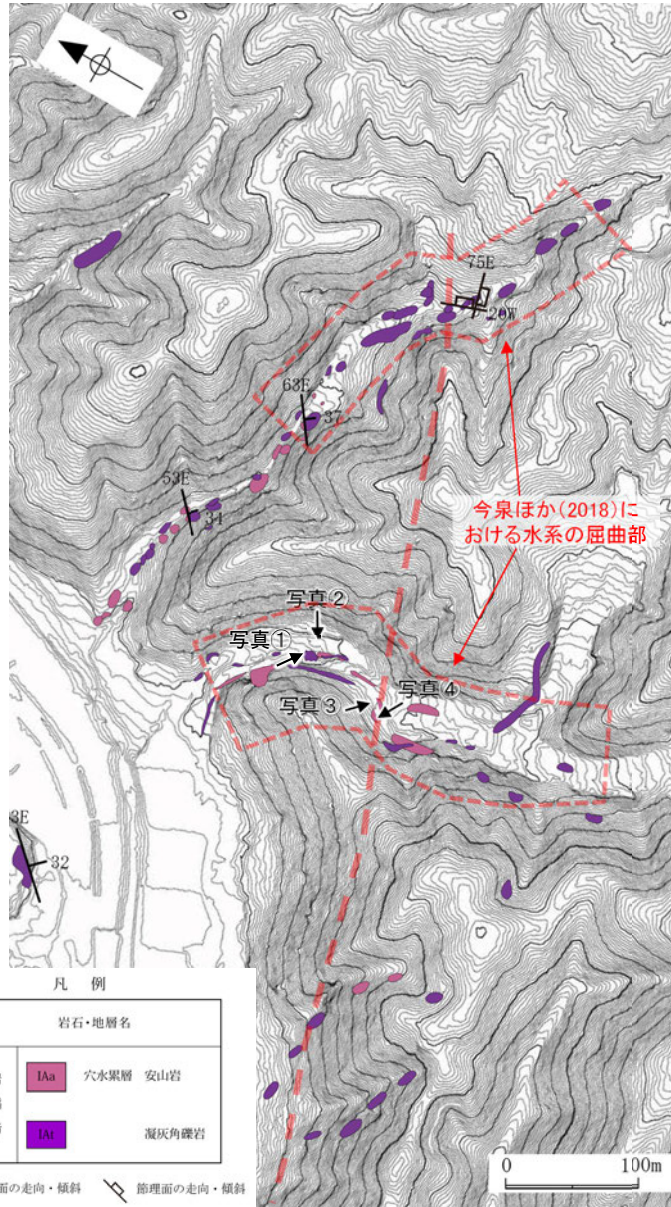 75E
20W
63E
37
53E
34
今泉ほか(2018)に
おける水系の屈曲部
写真②
写真①
写真④
写真③
3E
32
凡 例
岩石・地層名
IAa 穴水累層 安山岩
IAt 凝灰角礫岩
面の走向・傾斜 節理面の走向・傾斜
0 100m